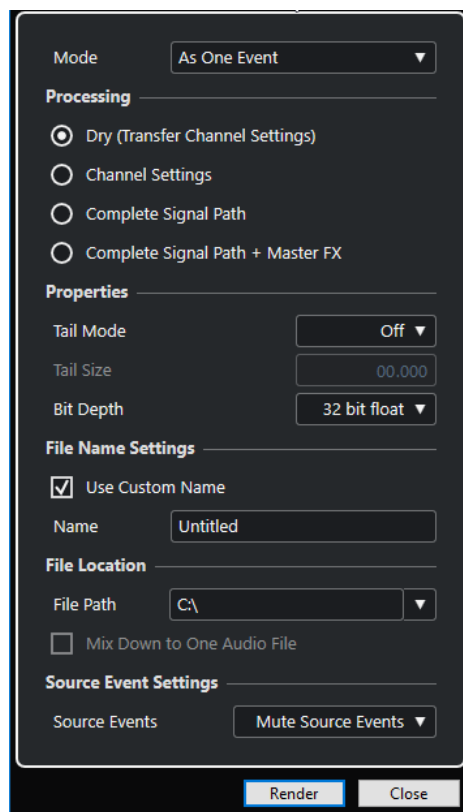 Mode As One Event
Processing
Dry (Transfer Channel Settings)
Channel Settings
Complete Signal Path
Complete Signal Path + Master FX
Properties
Tail Mode Off
Tail Size 00.000
Bit Depth 32 bit float
File Name Settings
Use Custom Name
Name Untitled
File Location
File Path C:\
Mix Down to One Audio File
Source Event Settings
Source Events Mute Source Events
Render Close